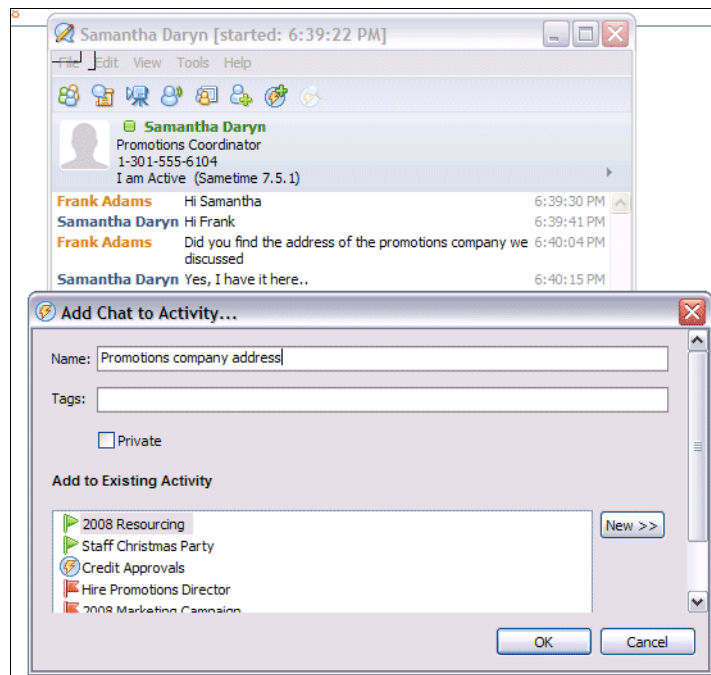 8
Samantha Daryn [started: 6:39:22 PM]
File Edit View Tools Help
Samantha Daryn
Promotions Coordinator
1-301-555-6104
I am Active (Sametime 7.5.1)
Frank Adams Hi Samantha 6:39:30 PM
Samantha Daryn Hi Frank 6:39:41 PM
Frank Adams Did you find the address of the promotions company we 6:40:04 PM
discussed
Samantha Daryn Yes, I have it here.. 6:40:15 PM
Add Chat to Activity...
Name: Promotions company address
Tags:
Private
Add to Existing Activity
2008 Resourcing
New >>
Staff Christmas Party
Credit Approvals
Hire Promotions Director
2008 Marketing Campaign
OK Cancel